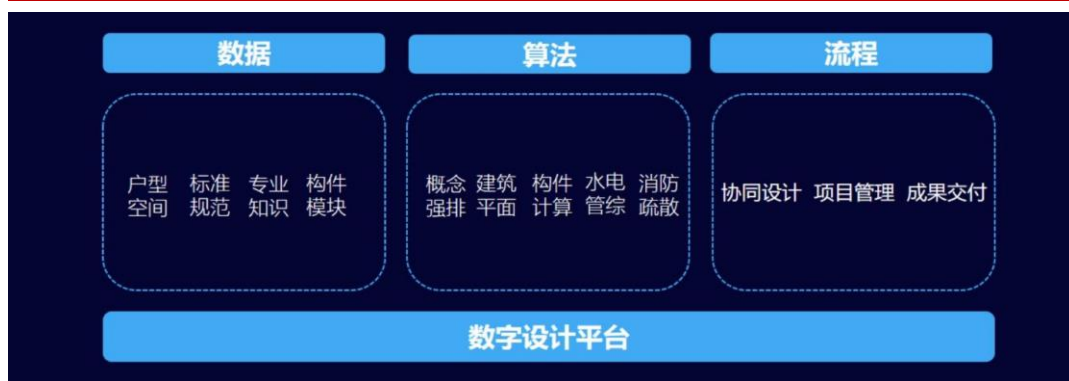 数据
算法
流程
户型 标准 专业 构件
空间 规范 知识 模块
概念 建筑 构件 水电 消防
强排 平面 计算 管综 疏散
协同设计 项目管理 成果交付
数字设计平台